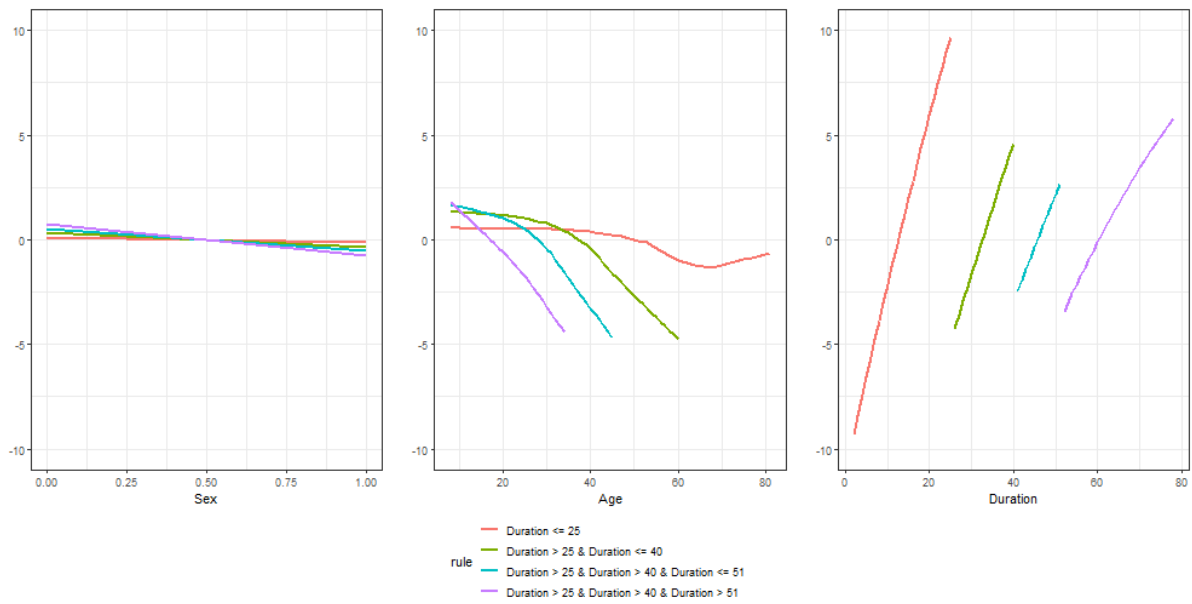 10
5
0
-5
-10
0.00 0.25 0.50 0.75 1.00
Sex
10
5
0
-5
-10
20 40 60 80
Age
10
5
0
-5
-10
0 20 40 60 80
Duration
rule
Duration <= 25
Duration > 25 & Duration <= 40
Duration > 25 & Duration > 40 & Duration <= 51
Duration > 25 & Duration > 40 & Duration > 51